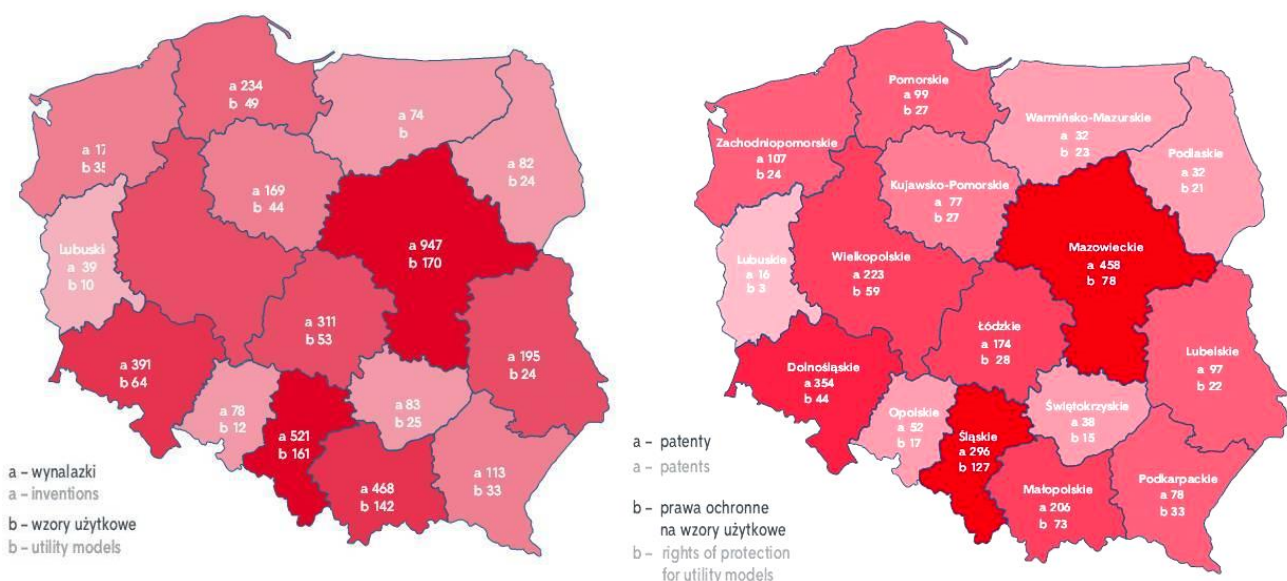 a 234
b 49
a 74
b
a 17
b 35
a 82
b 24
a 169
b 44
a 947
b 170
Lubuskie
a 39
b 10
a 311
b 53
a 391
b 64
a 195
b 24
a 78
b 12
a 83
b 25
a 521
b 161
a 468
b 142
a 113
b 33
a – wynalazki
a – inventions
b – wzory użytkowe
b – utility models
Pomorskie
a 99
b 27
Warmińsko-Mazurskie
a 32
b 23
Zachodniopomorskie
a 107
b 24
Podlaskie
a 32
b 21
Kujawsko-Pomorskie
a 77
b 27
Mazowieckie
a 458
b 78
Lubuskie
a 16
b 3
Wielkopolskie
a 223
b 59
Łódzkie
a 174
b 28
Dolnośląskie
a 354
b 44
Lubelskie
a 97
b 22
Opolskie
a 52
b 17
Śląskie
a 296
b 127
Świętokrzyskie
a 38
b 15
Małopolskie
a 206
b 73
Podkarpackie
a 78
b 33
a – patenty
a – patents
b – prawa ochronne
na wzory użytkowe
b – rights of protection
for utility models